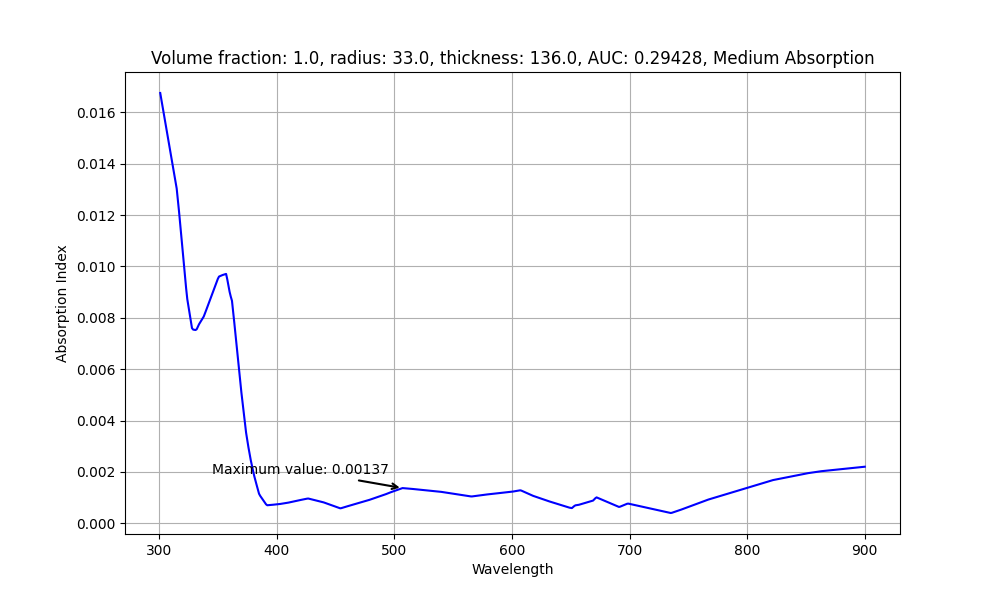 Volume fraction: 1.0, radius: 33.0, thickness: 136.0, AUC: 0.29428, Medium Absorption
Absorption Index
0.016
0.014
0.012
0.010
0.008
0.006
0.004
0.002
0.000
Maximum value: 0.00137
300 400 500 600 700 800 900
Wavelength